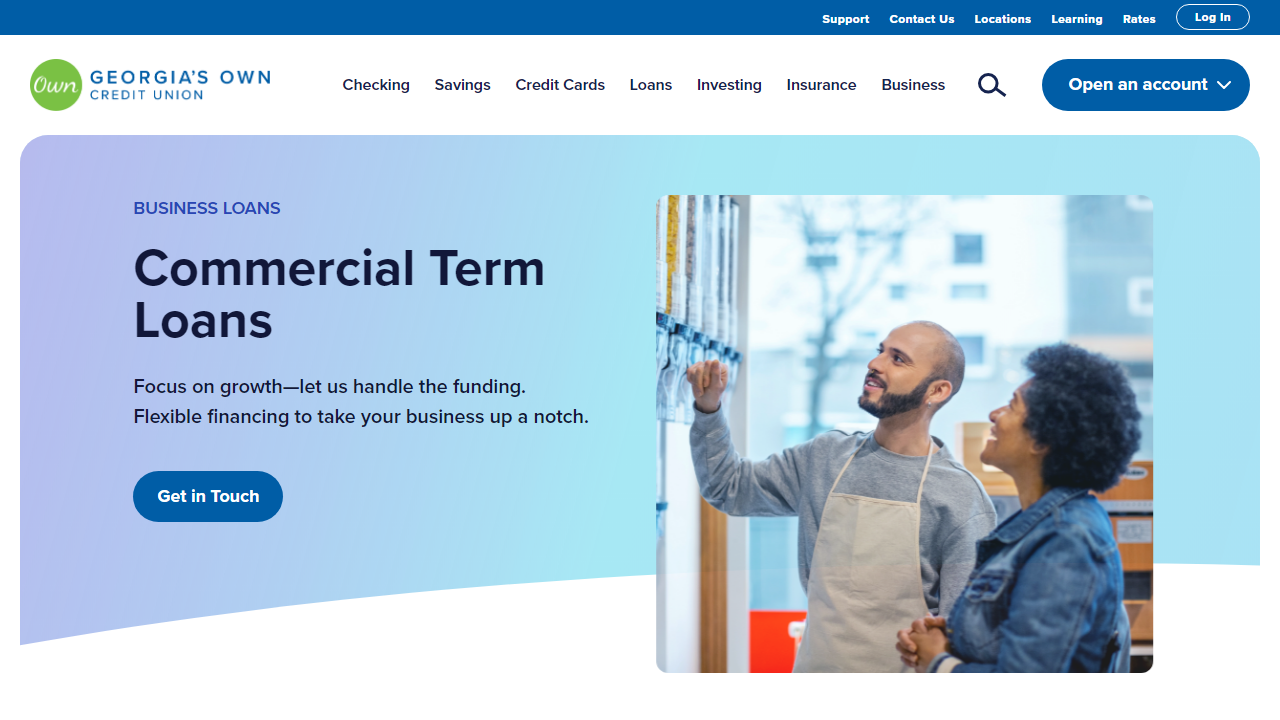 Support Contact Us Locations Learning Rates Log In
Own GEORGIA'S OWN
CREDIT UNION
Checking Savings Credit Cards Loans Investing Insurance Business Open an account
BUSINESS LOANS
Commercial Term
Loans
Focus on growth—let us handle the funding.
Flexible financing to take your business up a notch.
Get in Touch